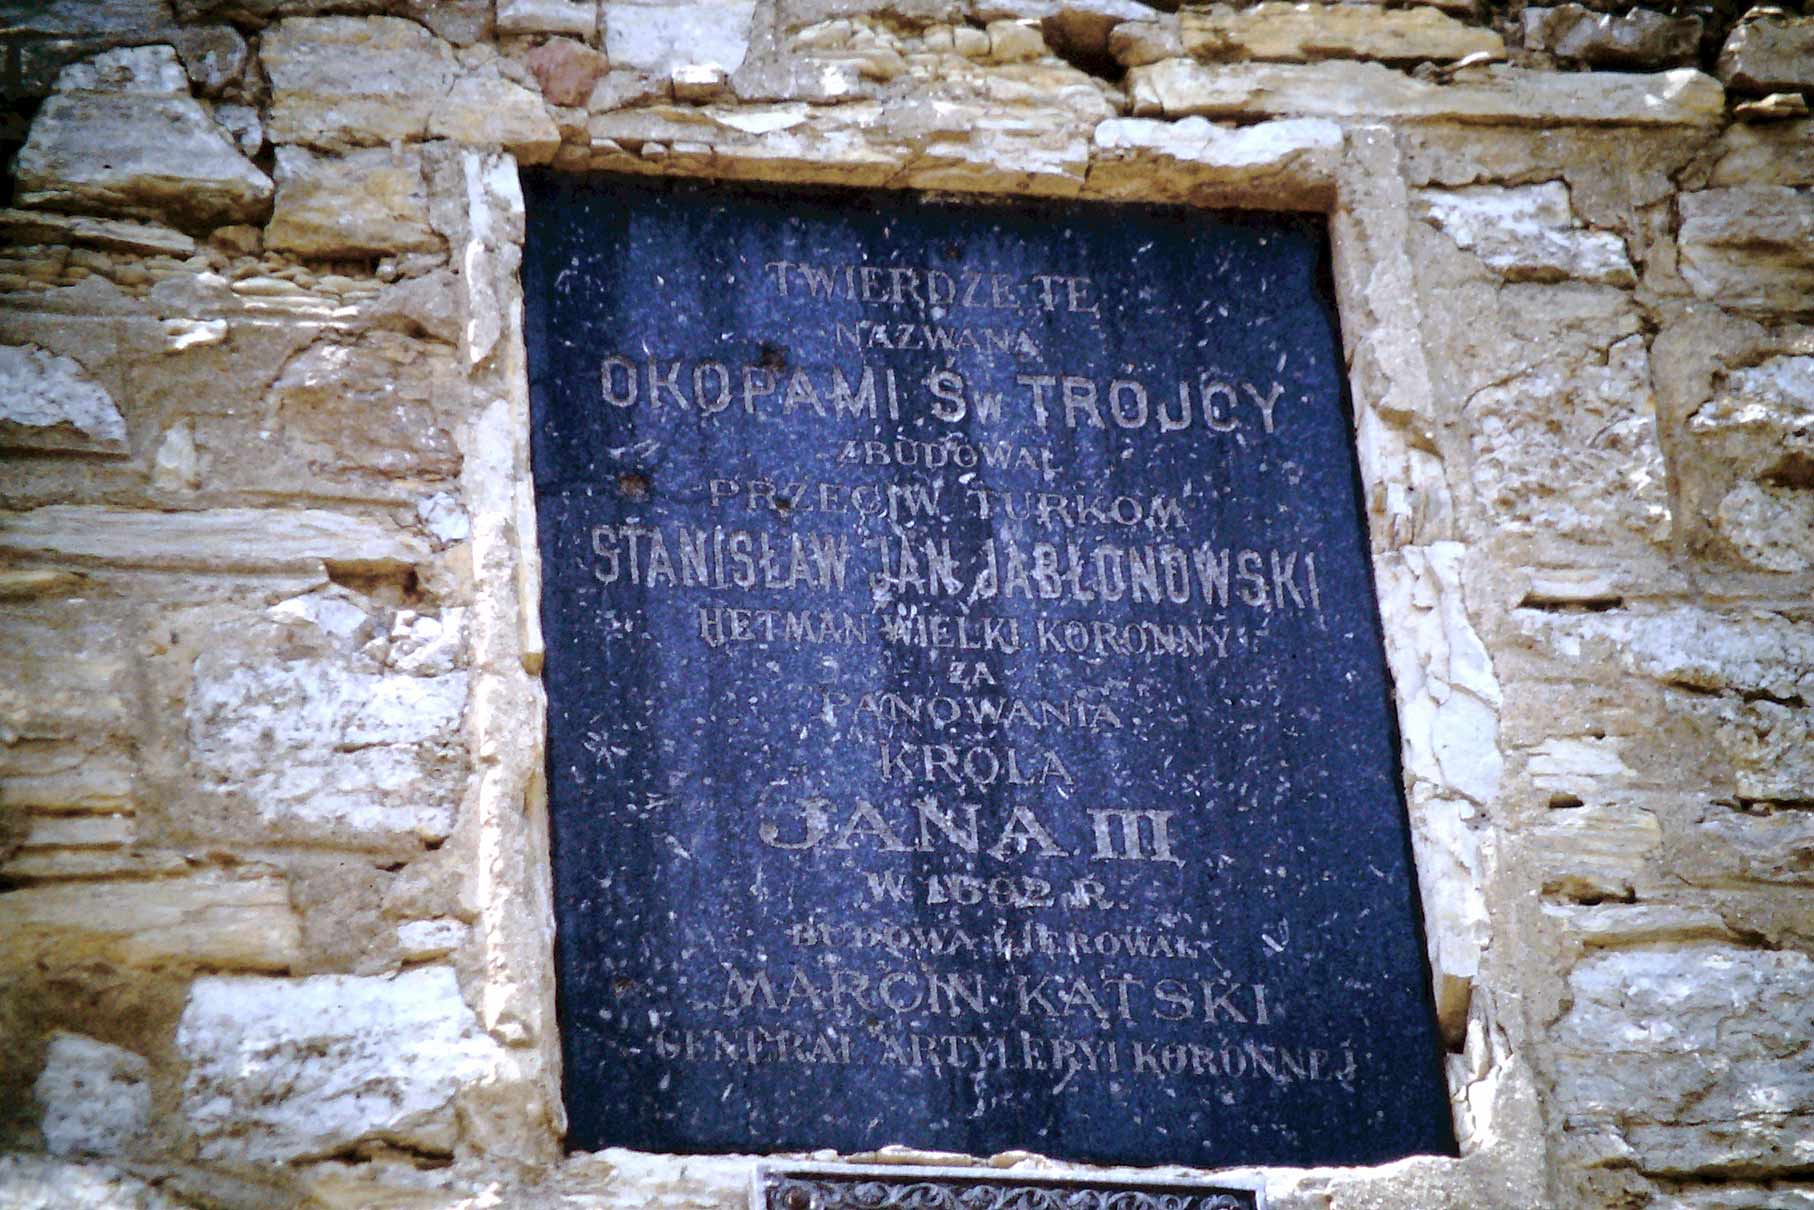 TWIERDZĘ TĘ
NAZWANĄ
OKOPAMI Św TRÓJCY
ZBUDOWAŁ
PRZECIW TURKOM
STANISŁAW JAN JABŁONOWSKI
HETMAN WIELKI KORONNY
ZA
PANOWANIA
KRÓLA
JANA III
W 1692 R.
BUDOWĄ KIEROWAŁ
MARCIN KĄTSKI
GENERAŁ ARTYLERYI KORONNEJ